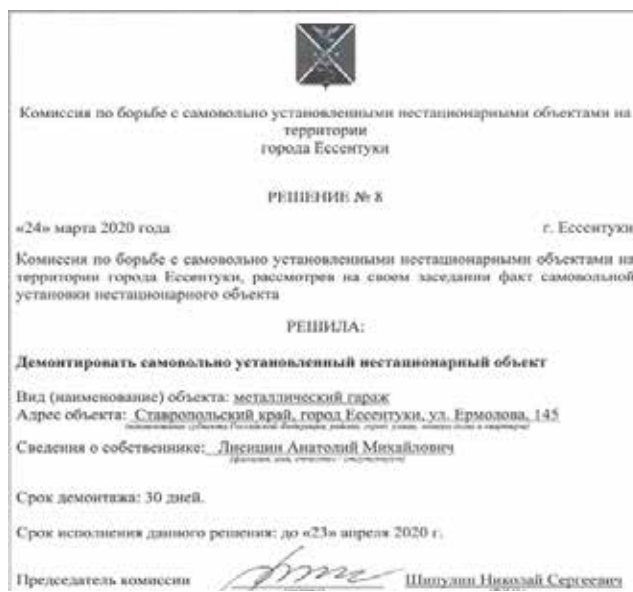 Комиссия по борьбе с самовольно установленными нестационарными объектами на
территории
города Ессентуки
РЕШЕНИЕ № 8
«24» марта 2020 года г. Ессентуки
Комиссия по борьбе с самовольно установленными нестационарными объектами на
территории города Ессентуки, рассмотрев на своем заседании факт самовольной
установки нестационарного объекта
РЕШИЛА:
Демонтировать самовольно установленный нестационарный объект
Вид (наименование) объекта: металлический гараж
Адрес объекта: Ставропольский край, город Ессентуки, ул. Ермолова, 145
Сведения о собственнике: Анатолий Михайлович
Срок демонтажа: 30 дней.
Срок исполнения данного решения: до «23» апреля 2020 г.
Председатель комиссии Шипулин Николай Сергеевич